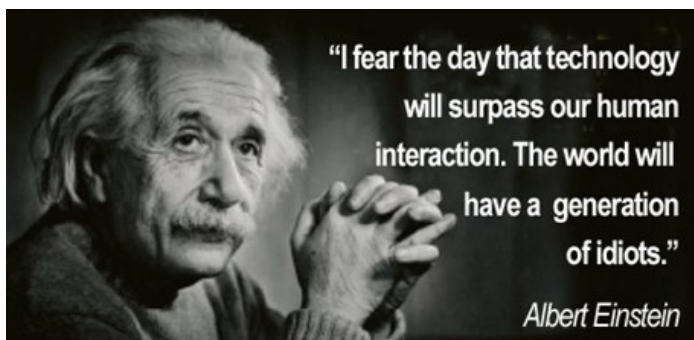 “I fear the day that technology
will surpass our human
interaction. The world will
have a generation
of idiots.”
Albert Einstein